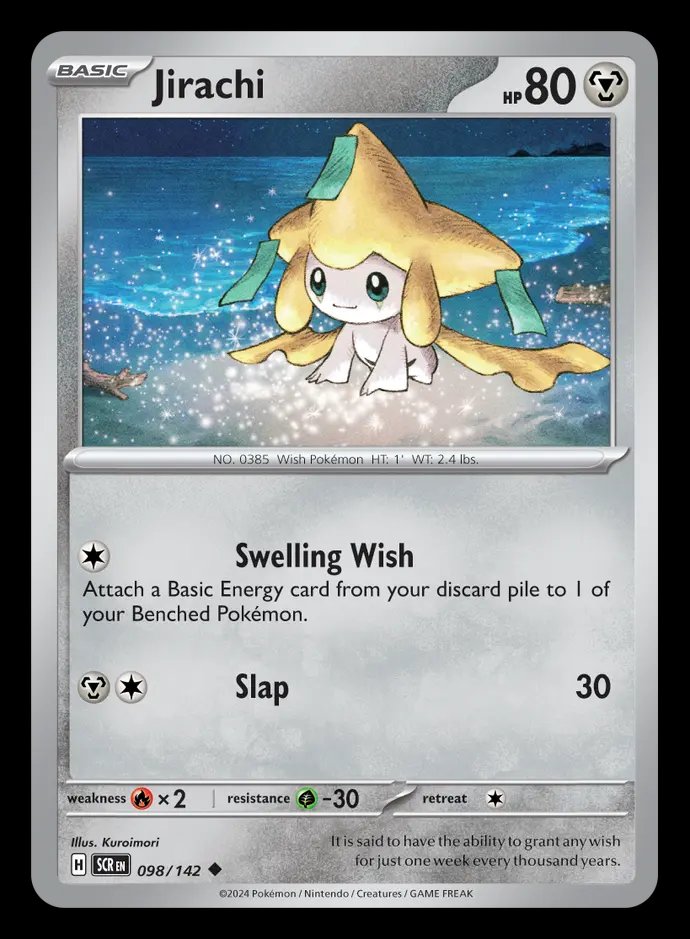 BASIC Jirachi HP 80
NO. 0385 Wish Pokémon HT: 1' WT: 2.4 lbs.
Swelling Wish
Attach a Basic Energy card from your discard pile to 1 of
your Benched Pokémon.
Slap 30
weakness ×2 resistance -30 retreat
Illus. Kuroimori
It is said to have the ability to grant any wish
for just one week every thousand years.
H SCR EN 098/142
©2024 Pokémon / Nintendo / Creatures / GAME FREAK